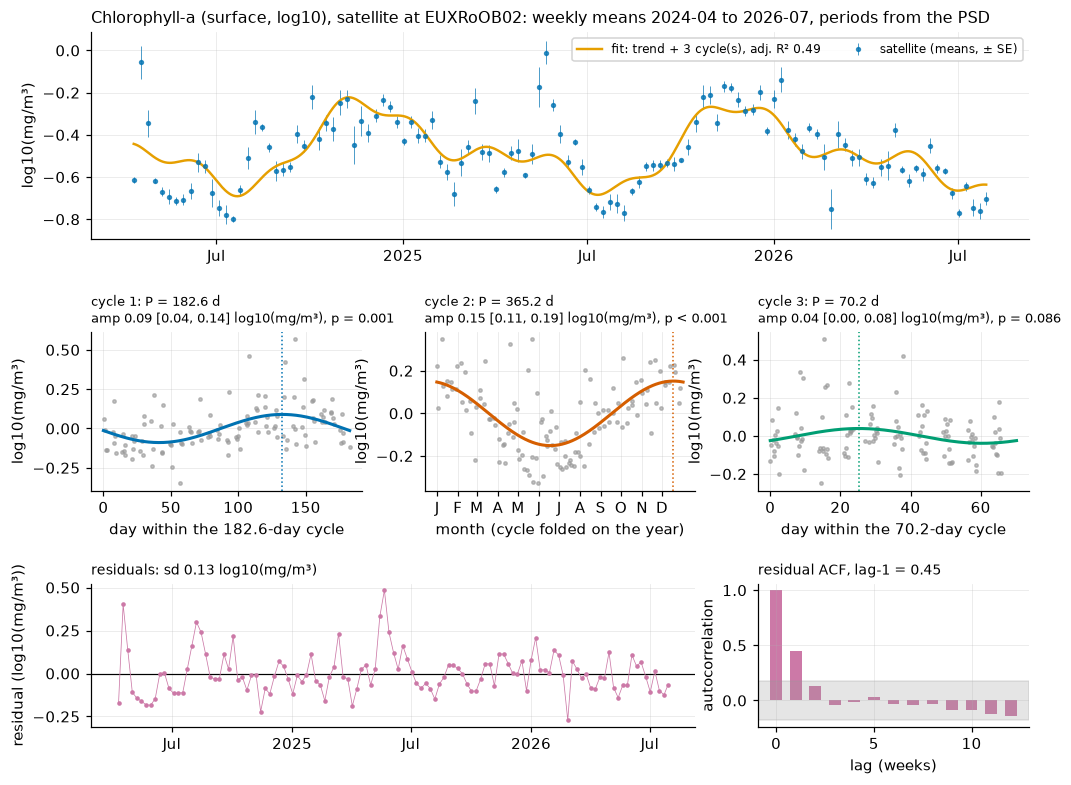 Chlorophyll-a (surface, log10), satellite at EUXRoOB02: weekly means 2024-04 to 2026-07, periods from the PSD
fit: trend + 3 cycle(s), adj. R² 0.49
satellite (means, ± SE)
log10(mg/m³)
0.0
−0.2
−0.4
−0.6
−0.8
Jul
2025
Jul
2026
Jul
cycle 1: P = 182.6 d
amp 0.09 [0.04, 0.14] log10(mg/m³), p = 0.001
log10(mg/m³)
0.50
0.25
0.00
−0.25
0
50
100
150
day within the 182.6-day cycle
cycle 2: P = 365.2 d
amp 0.15 [0.11, 0.19] log10(mg/m³), p < 0.001
log10(mg/m³)
0.2
0.0
−0.2
J F M A M J J A S O N D
month (cycle folded on the year)
cycle 3: P = 70.2 d
amp 0.04 [0.00, 0.08] log10(mg/m³), p = 0.086
log10(mg/m³)
0.4
0.2
0.0
−0.2
0
20
40
60
day within the 70.2-day cycle
residuals: sd 0.13 log10(mg/m³)
residual (log10(mg/m³))
0.50
0.25
0.00
−0.25
Jul
2025
Jul
2026
Jul
residual ACF, lag-1 = 0.45
autocorrelation
1.0
0.5
0.0
0
5
10
lag (weeks)